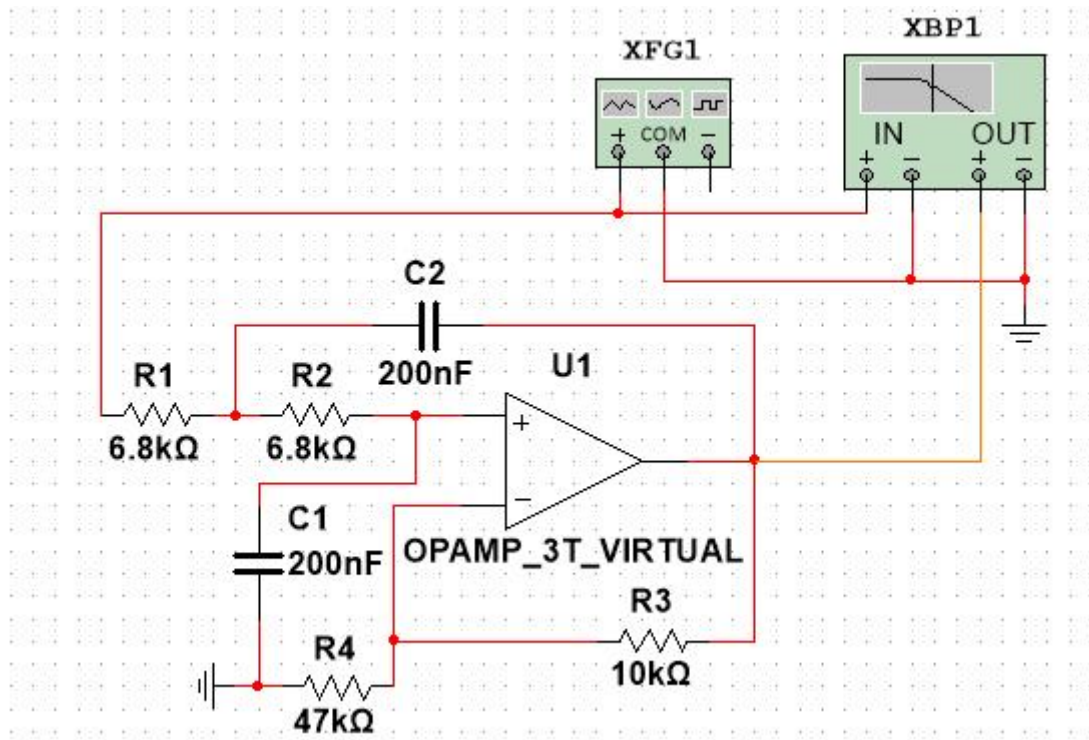 XFG1
XBP1
+ COM −
IN OUT
+ − + −
C2
200nF
U1
R1
6.8kΩ
R2
6.8kΩ
+
−
C1
200nF
OPAMP_3T_VIRTUAL
R3
10kΩ
R4
47kΩ